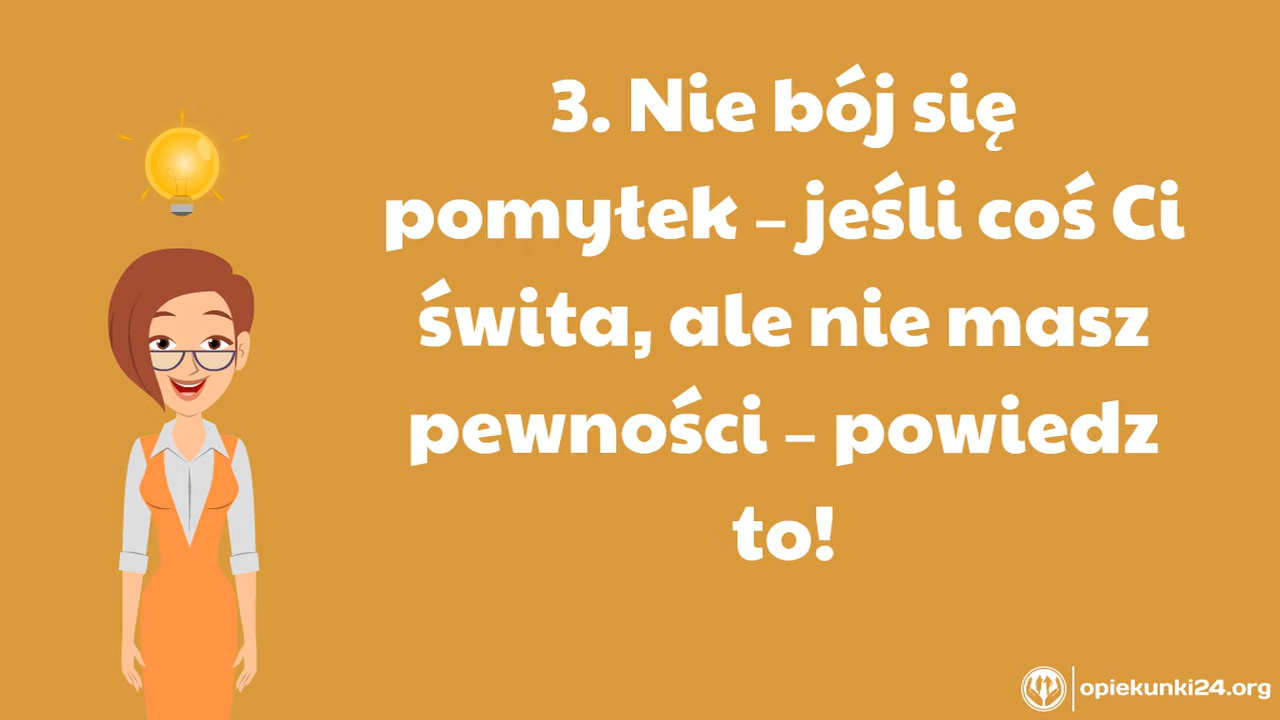 3. Nie bój się
pomyłek – jeśli coś Ci
świta, ale nie masz
pewności – powiedz
to!
opiekunki24.org